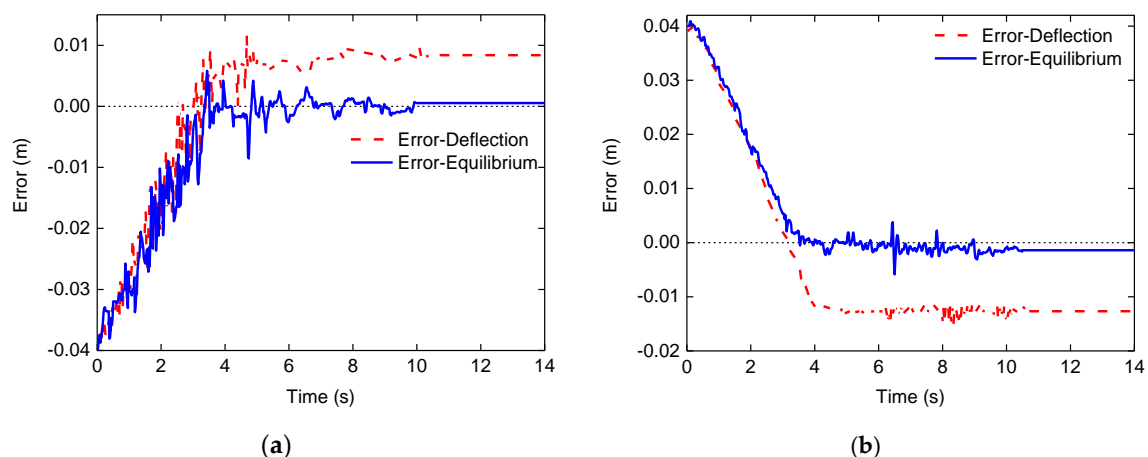 0.01
0.00
-0.01
-0.02
-0.03
-0.04
Error (m)
Error-Deflection
Error-Equilibrium
0 2 4 6 8 10 12 14
Time (s)
(a)
0.04
0.03
0.02
0.01
0.00
-0.01
-0.02
Error (m)
Error-Deflection
Error-Equilibrium
0 2 4 6 8 10 12 14
Time (s)
(b)